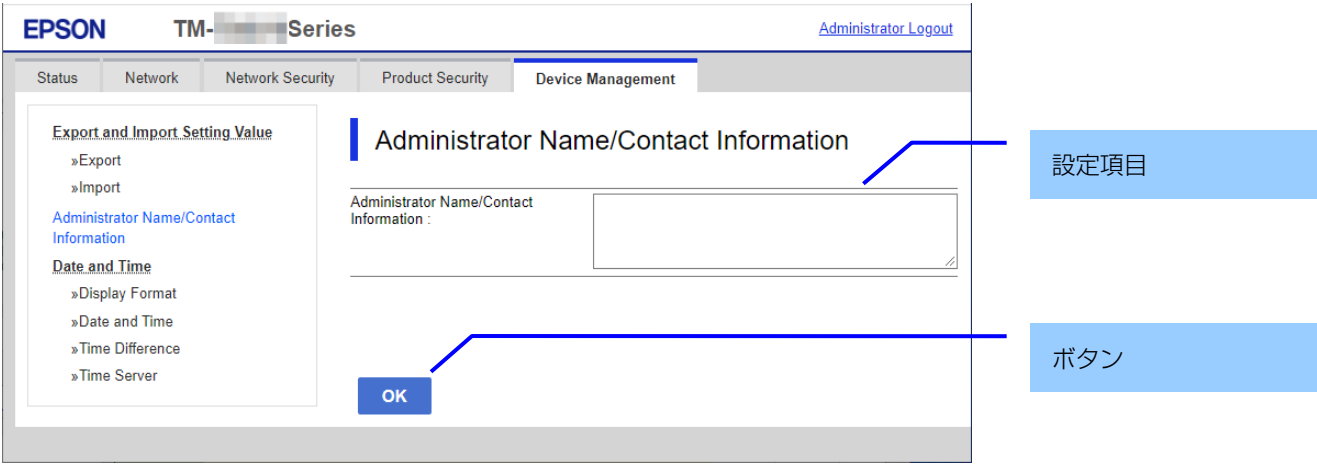 EPSON TM- Series Administrator Logout
Status Network Network Security Product Security Device Management
Export and Import Setting Value
»Export
»Import
Administrator Name/Contact
Information
Date and Time
»Display Format
»Date and Time
»Time Difference
»Time Server
Administrator Name/Contact Information
Administrator Name/Contact
Information :
OK
設定項目
ボタン